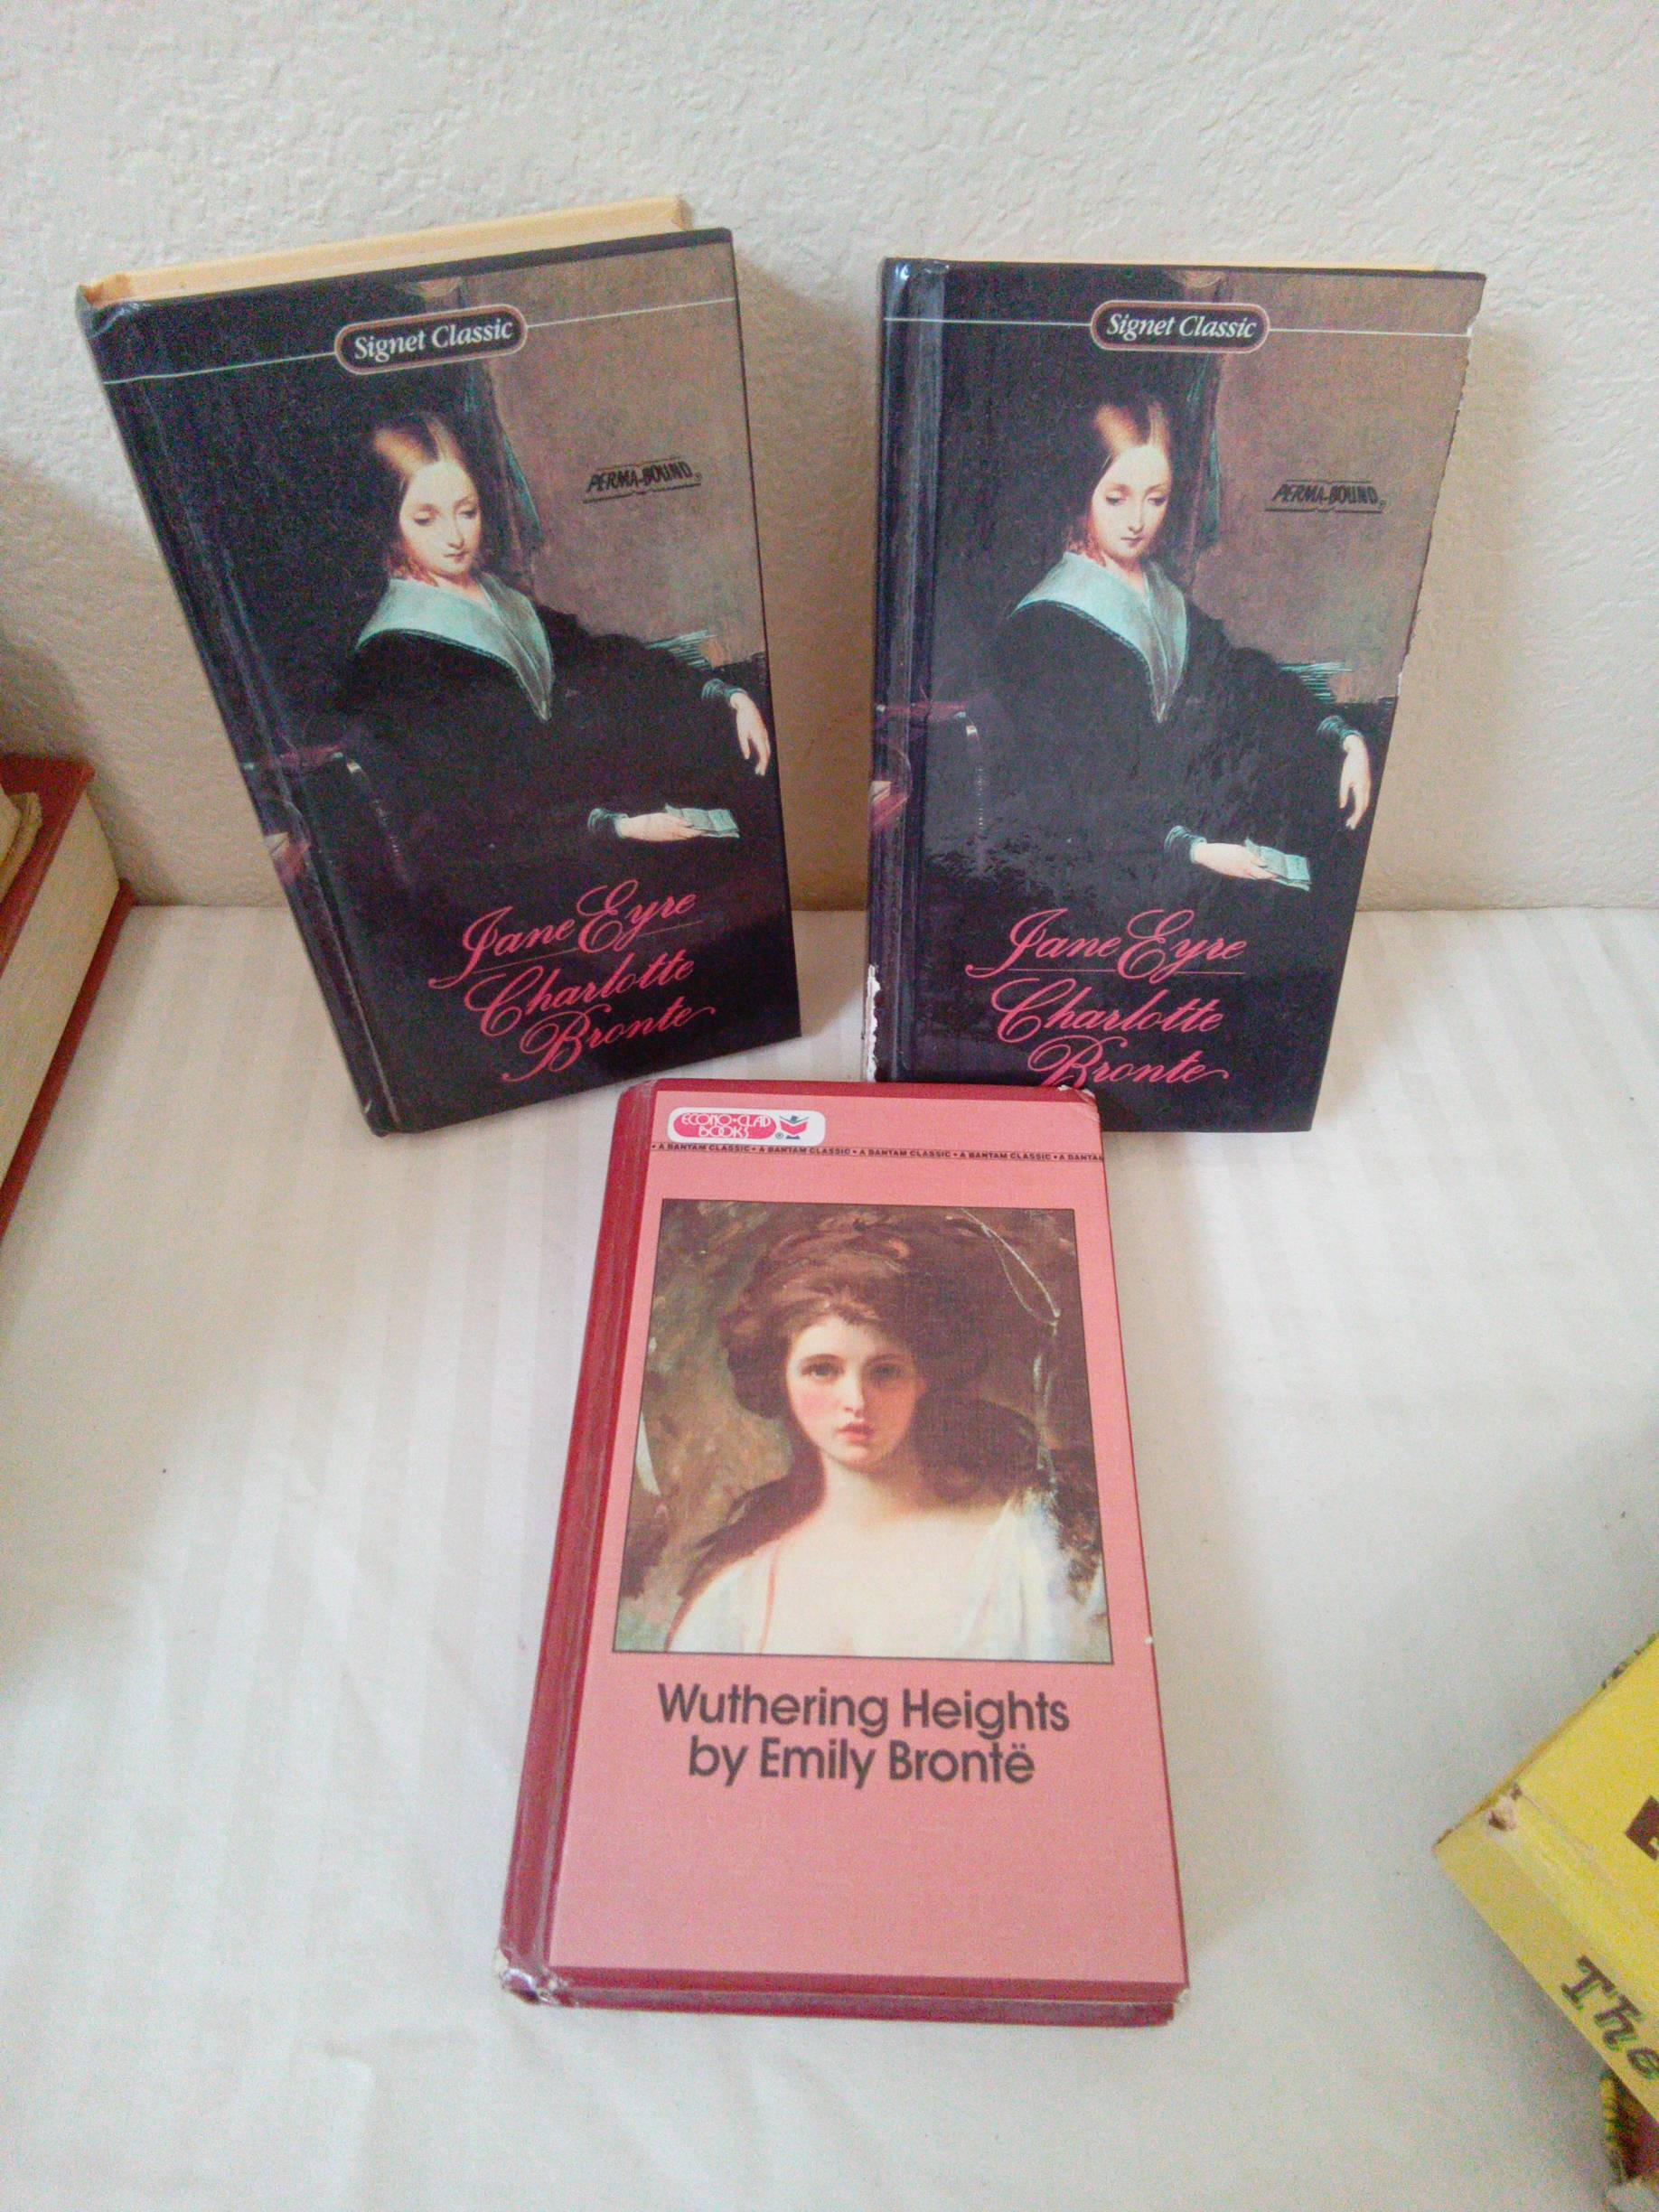 Signet Classic
PERMA-BOUND
Jane Eyre
Charlotte
Bronte
Signet Classic
PERMA-BOUND
Jane Eyre
Charlotte
Bronte
ECONO-CLAD
BOOKS
• A BANTAM CLASSIC • A BANTAM CLASSIC • A BANTAM CLASSIC • A BANTAM CLASSIC • A BANTA
Wuthering Heights
by Emily Brontë
The